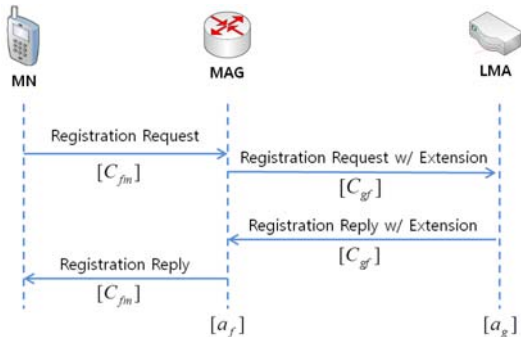 MN
MAG
LMA
Registration Request
[C_fm]
Registration Request w/ Extension
[C_gf]
Registration Reply w/ Extension
[C_gf]
Registration Reply
[C_fm]
[a_f]
[a_g]